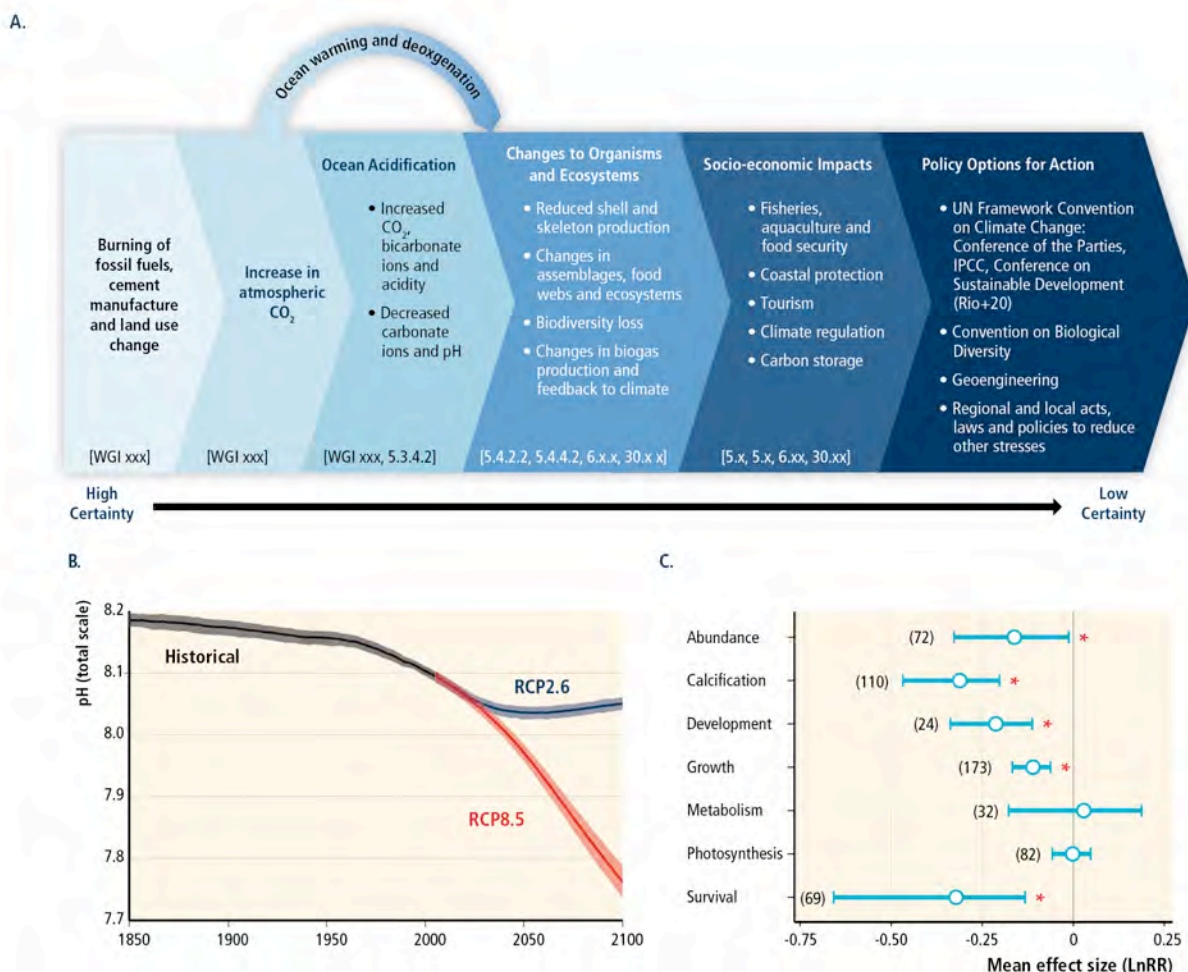 A.
Ocean warming and deoxgenation
Burning of
fossil fuels,
cement
manufacture
and land use
change
[WGI xxx]
Increase in
atmospheric
CO2
[WGI xxx]
Ocean Acidification
• Increased
CO2,
bicarbonate
ions and
acidity
• Decreased
carbonate
ions and pH
[WGI xxx, 5.3.4.2]
Changes to Organisms
and Ecosystems
• Reduced shell and
skeleton production
• Changes in
assemblages, food
webs and ecosystems
• Biodiversity loss
• Changes in biogas
production and
feedback to climate
[5.4.2.2, 5.4.4.2, 6.x.x, 30.x x]
Socio-economic Impacts
• Fisheries,
aquaculture and
food security
• Coastal protection
• Tourism
• Climate regulation
• Carbon storage
[5.x, 5.x, 6.xx, 30.xx]
Policy Options for Action
• UN Framework Convention
on Climate Change:
Conference of the Parties,
IPCC, Conference on
Sustainable Development
(Rio+20)
• Convention on Biological
Diversity
• Geoengineering
• Regional and local acts,
laws and policies to reduce
other stresses
High
Certainty
Low
Certainty
B.
pH (total scale)
8.2
8.1
8.0
7.9
7.8
7.7
Historical
RCP2.6
RCP8.5
1850 1900 1950 2000 2050 2100
C.
Abundance (72) *
Calcification (110) *
Development (24) *
Growth (173) *
Metabolism (32)
Photosynthesis (82)
Survival (69) *
-0.75 -0.50 -0.25 0 0.25
Mean effect size (LnRR)